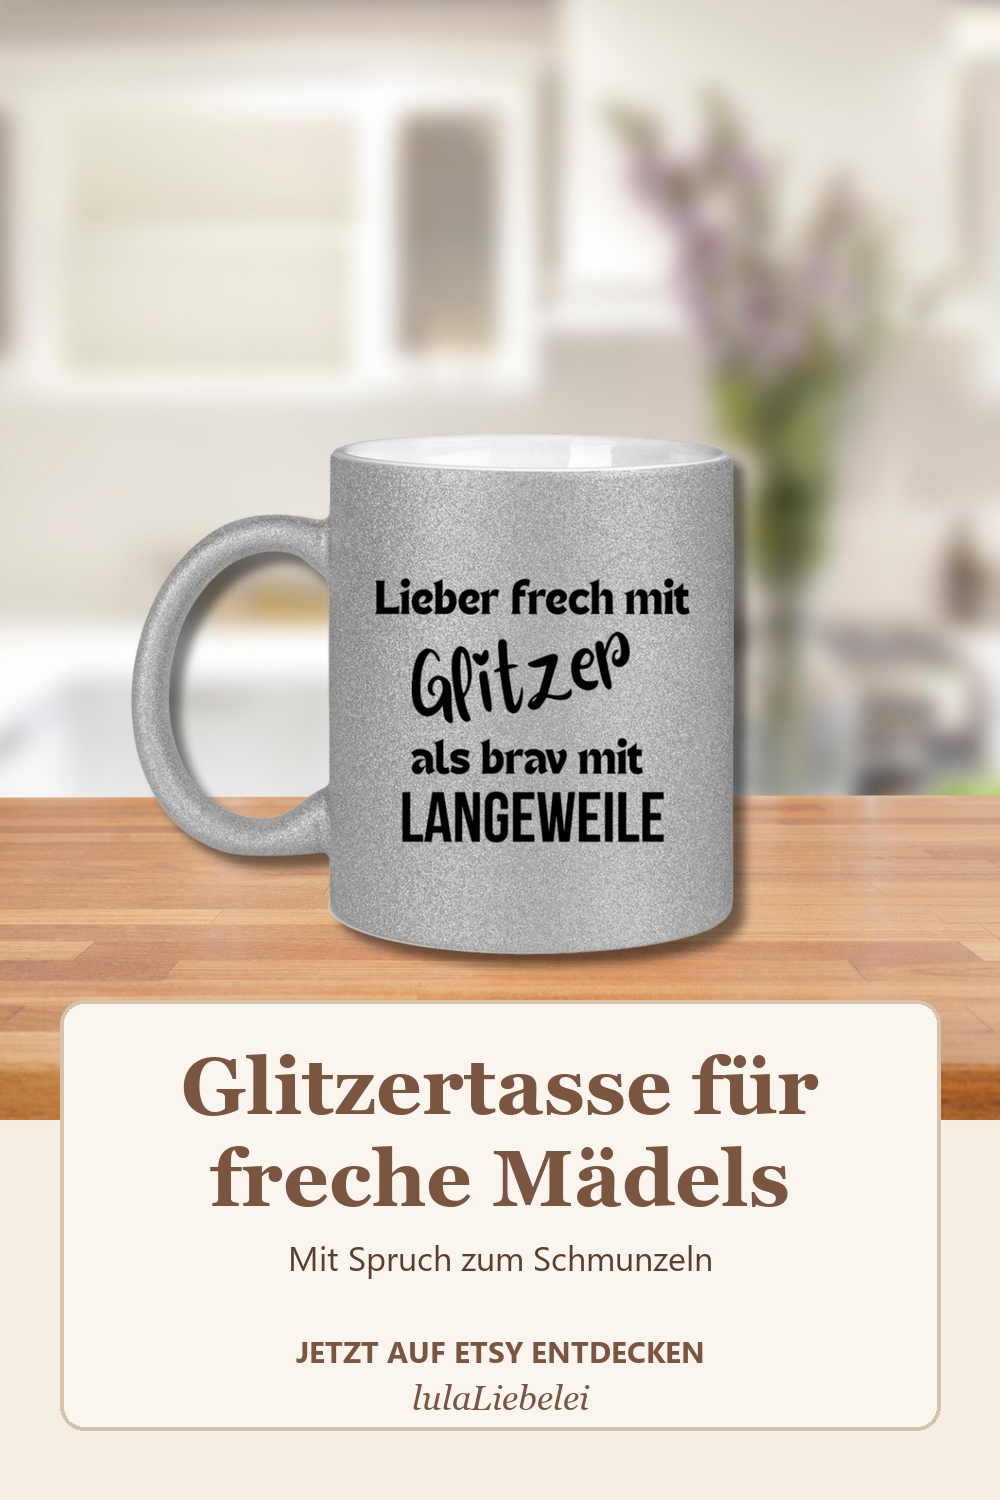 Lieber frech mit
Glitzer
als brav mit
LANGEWEILE
Glitzertasse für
freche Mädels
Mit Spruch zum Schmunzeln
JETZT AUF ETSY ENTDECKEN
lulaLiebelei